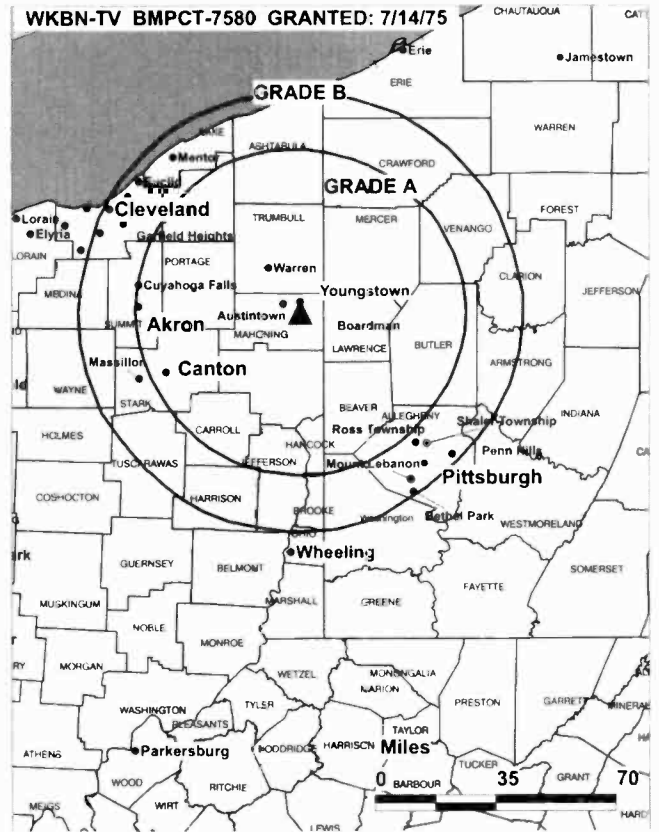 WKBN-TV BMPCT-7580 GRANTED: 7/14/75
CHAUTAUQUA
Erie
Jamestown
ERIE
GRADE B
WARREN
ASHTABULA
CRAWFORD
Mentor
Euclid
GRADE A
FOREST
Cleveland
TRUMBULL
MERCER
VENANGO
Lorain
Elyria
Garfield Heights
LORAIN
PORTAGE
Warren
CLARION
JEFFERSON
MEDINA
Cuyahoga Falls
Youngstown
Austintown
SUMMIT
Akron
MAHONING
Boardman
LAWRENCE
BUTLER
Massillon
Canton
ARMSTRONG
WAYNE
STARK
BEAVER
ALLEGHENY
INDIANA
CARROLL
Ross Township
Shaler Township
HOLMES
HANCOCK
Penn Hills
TUSCARAWAS
JEFFERSON
Mount Lebanon
Pittsburgh
COSHOCTON
HARRISON
BROOKE
Washington
Bethel Park
WESTMORELAND
OHIO
Wheeling
GUERNSEY
BELMONT
SOMERSET
MUSKINGUM
MARSHALL
GREENE
FAYETTE
NOBLE
MONROE
MORGAN
WETZEL
MONONGALIA
MARION
WASHINGTON
TYLER
PRESTON
GARRETT
PLEASANTS
TAYLOR
ATHENS
Parkersburg
DODDRIDGE
HARRISON
Miles
TUCKER
WOOD
RITCHIE
BARBOUR
0 35 70
GRANT
MEIGS
WIRT
LEWIS